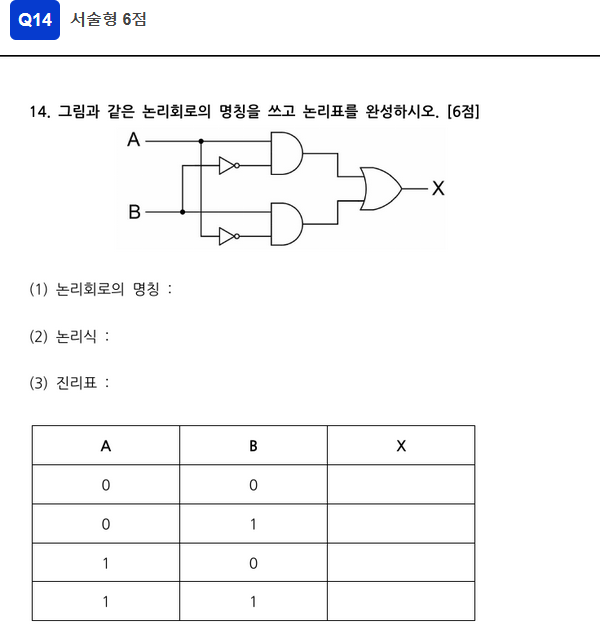 Q14 서술형 6점
14. 그림과 같은 논리회로의 명칭을 쓰고 논리표를 완성하시오. [6점]
A
X
B
(1) 논리회로의 명칭 :
(2) 논리식 :
(3) 진리표 :
A B X
0 0
0 1
1 0
1 1